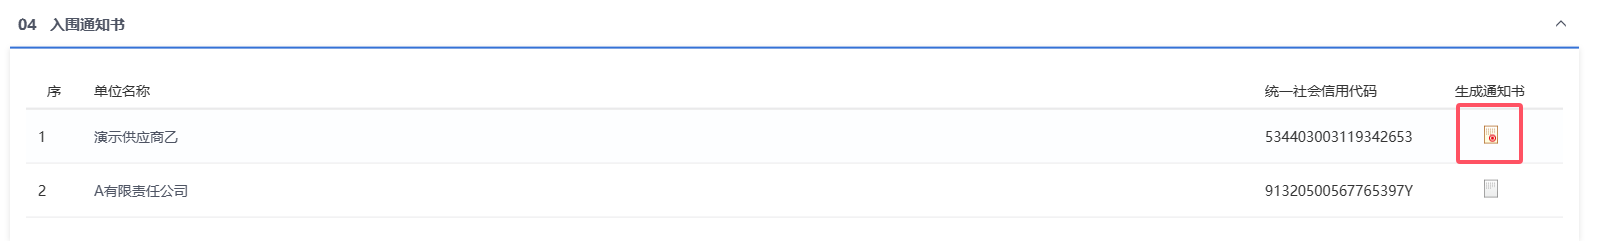 04 入围通知书
序 单位名称 统一社会信用代码 生成通知书
1 演示供应商乙 534403003119342653
2 A有限责任公司 91320500567765397Y